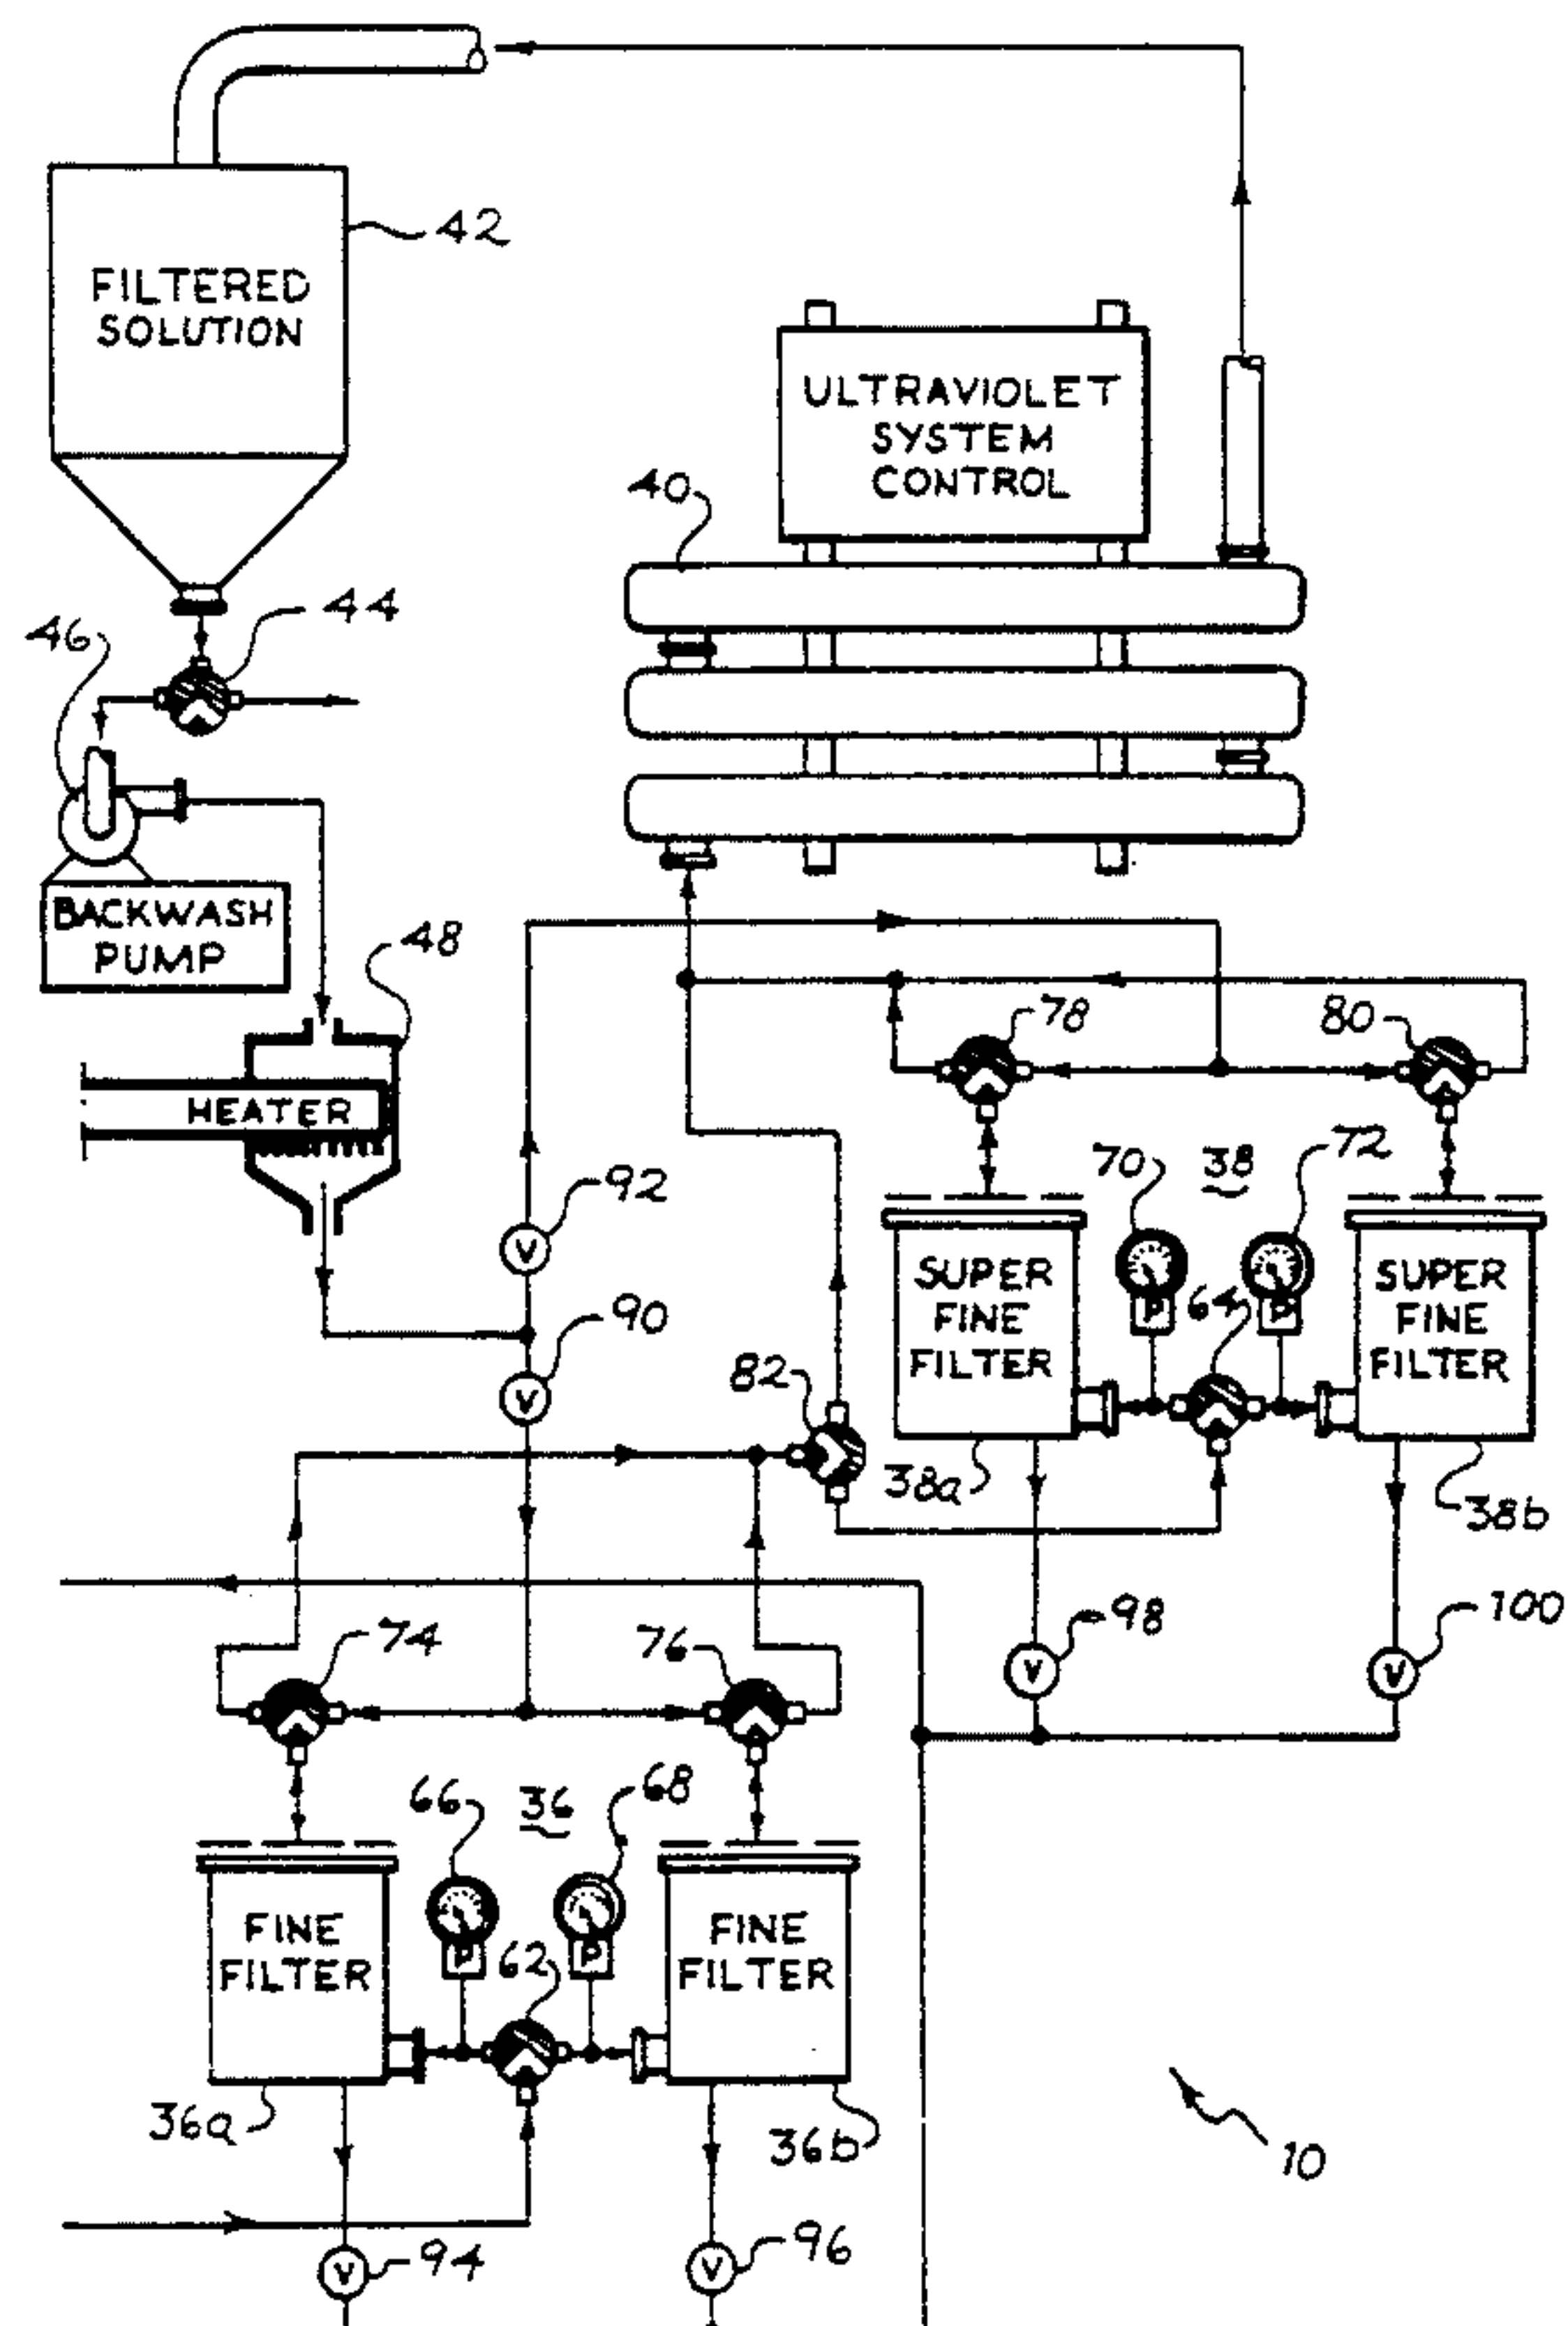 42
FILTERED
SOLUTION
ULTRAVIOLET
SYSTEM
CONTROL
40
44
46
BACKWASH
PUMP
48
78
80
HEATER
92
70
38
72
90
SUPER
FINE
FILTER
P
64
P
SUPER
FINE
FILTER
V
V
82
38a
38b
74
76
98
100
V
V
66
36
68
FINE
FILTER
P
62
P
FINE
FILTER
36a
36b
10
94
96
V
V